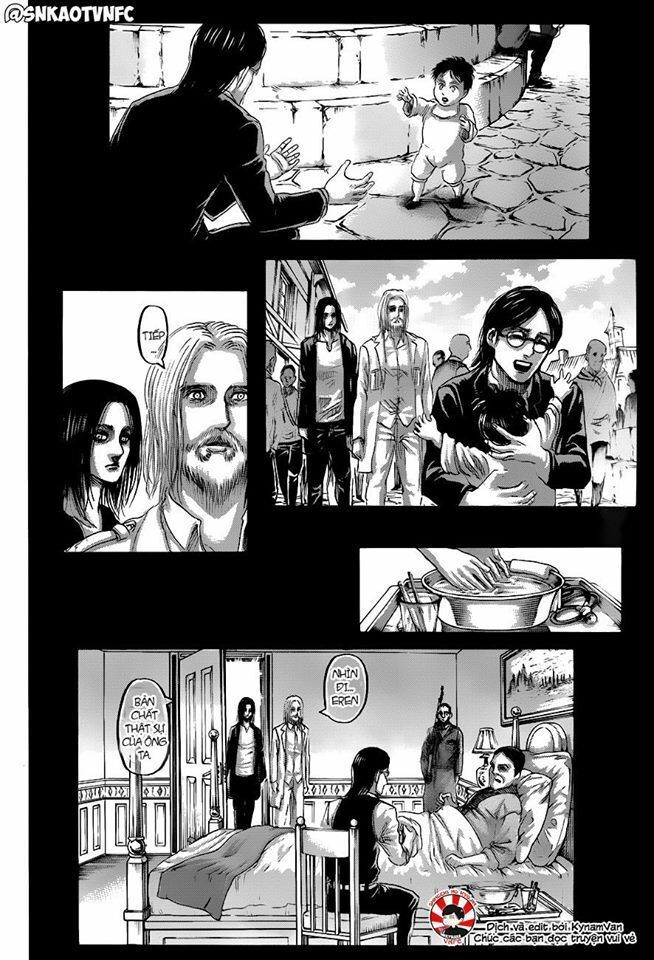 @SNKAOTVNFC
TIẾP
...
NHÌN
ĐI...
EREN
BẢN
CHẤT
THẬT SỰ
CỦA ÔNG
TA.
VNFC
Dịch và edit bởi KynamVan
Chúc các bạn đọc truyện vui vẻ